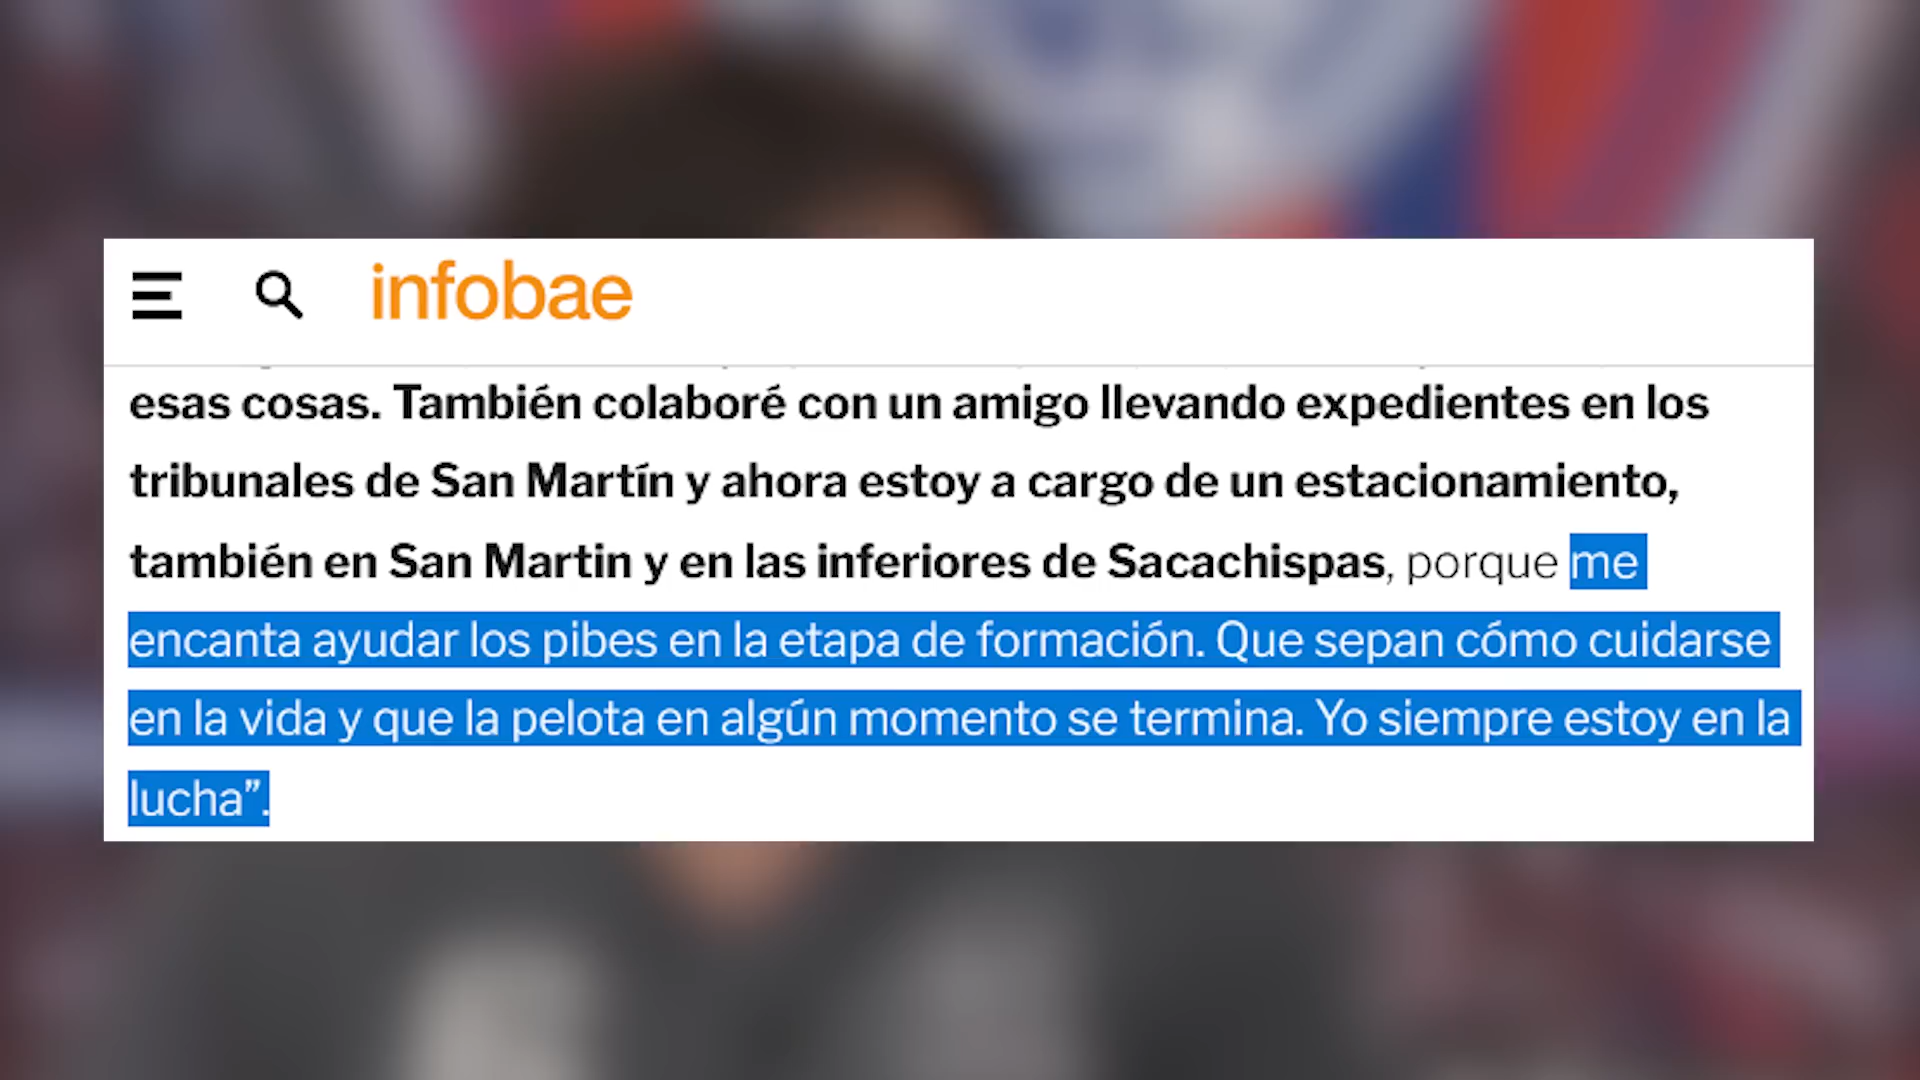 infobae
esas cosas. También colaboré con un amigo llevando expedientes en los
tribunales de San Martín y ahora estoy a cargo de un estacionamiento,
también en San Martin y en las inferiores de Sacachispas, porque me
encanta ayudar los pibes en la etapa de formación. Que sepan cómo cuidarse
en la vida y que la pelota en algún momento se termina. Yo siempre estoy en la
lucha”.